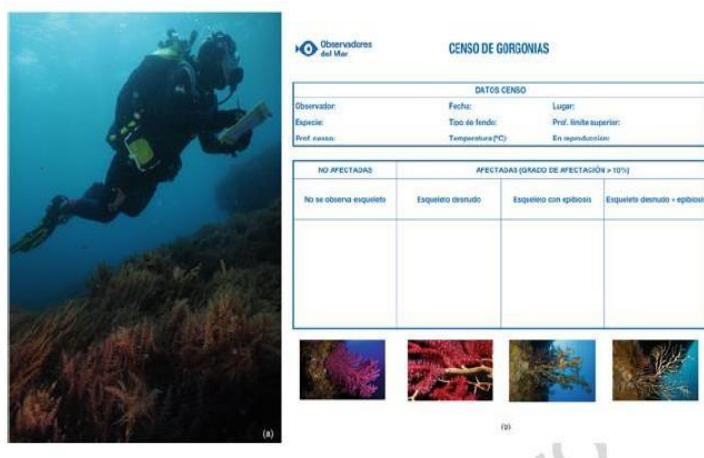 Observadores
del Mar
CENSO DE GORGONIAS
DATOS CENSO
Observador: Fecha: Lugar:
Especie: Tipo de fondo: Prof. límite superior:
Prof. censo: Temperatura (ºC): En reproducción:
NO AFECTADAS AFECTADAS (GRADO DE AFECTACIÓN > 10%)
No se observa esqueleto Esqueleto desnudo Esqueleto con epibiosis Esqueleto desnudo + epibiosis
(a)
(b)